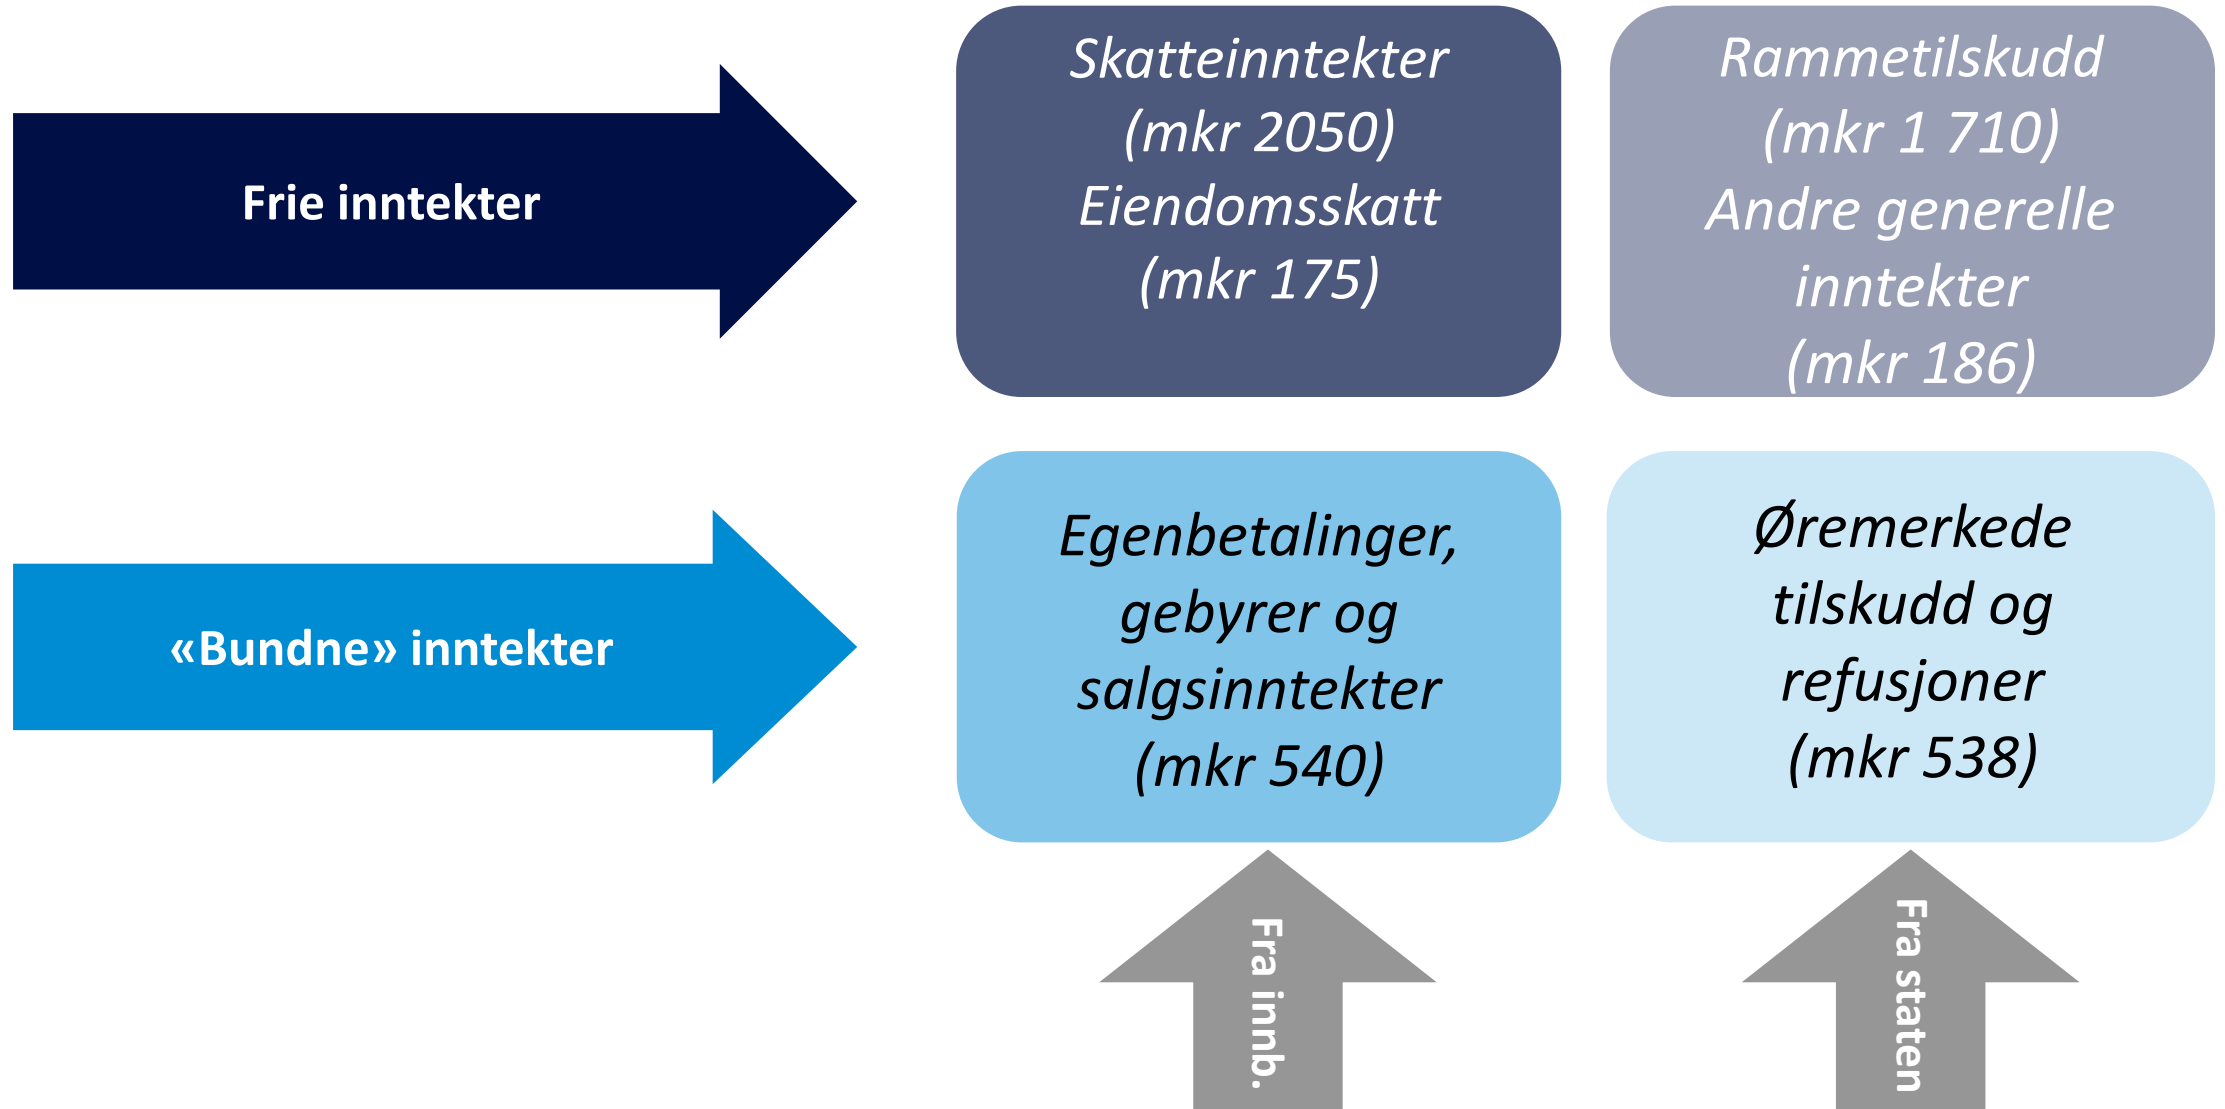 Frie inntekter
Skatteinntekter
(mkr 2050)
Eiendomsskatt
(mkr 175)
Rammetilskudd
(mkr 1 710)
Andre generelle
inntekter
(mkr 186)
«Bundne» inntekter
Egenbetalinger,
gebyrer og
salgsinntekter
(mkr 540)
Øremerkede
tilskudd og
refusjoner
(mkr 538)
Fra innb.
Fra staten